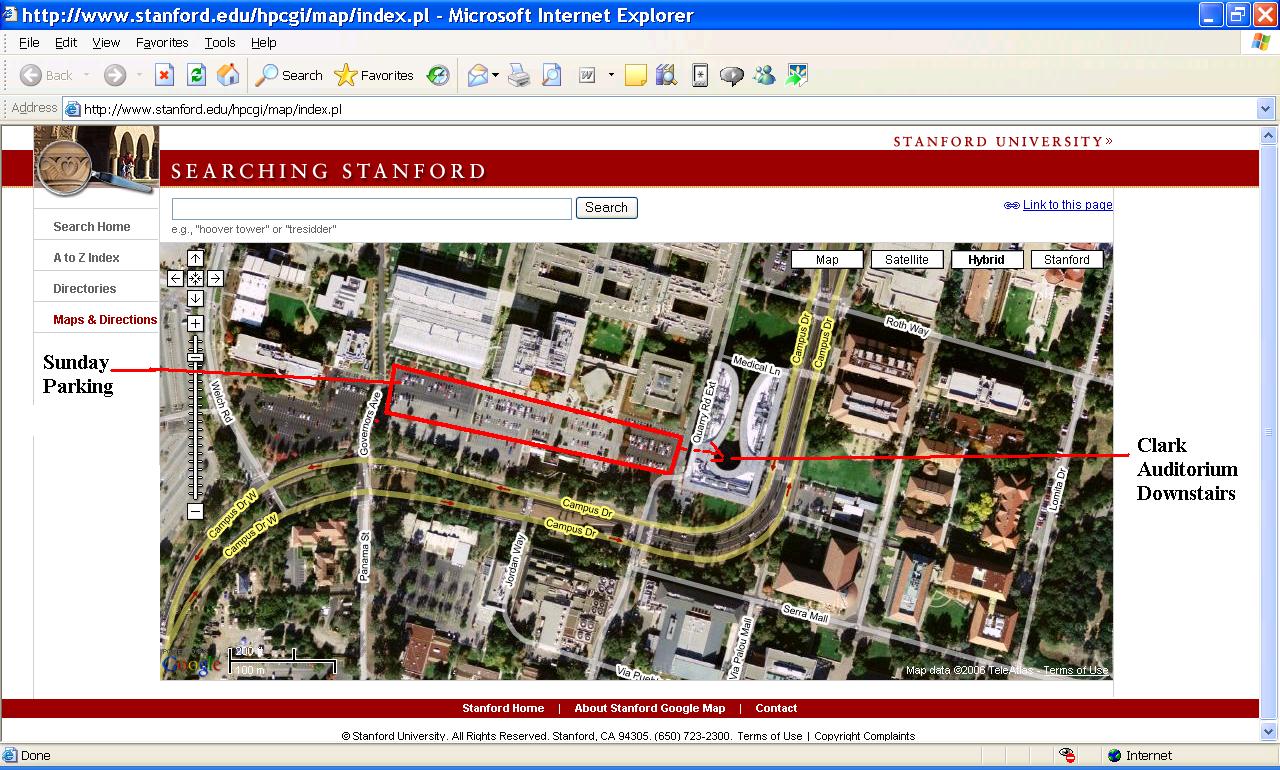 http://www.stanford.edu/hpcgi/map/index.pl - Microsoft Internet Explorer
File Edit View Favorites Tools Help
Back Search Favorites
Address http://www.stanford.edu/hpcgi/map/index.pl
STANFORD UNIVERSITY»
SEARCHING STANFORD
Search
Link to this page
e.g., "hoover tower" or "tresidder"
Search Home
A to Z Index
Directories
Maps & Directions
Sunday
Parking
Map Satellite Hybrid Stanford
Roth Way
Campus Dr
Campus Dr
Medical Ln
Welch Rd
Governors Ave
Quarry Rd Ext
Clark
Auditorium
Downstairs
Lomita Dr
Campus Dr W
Campus Dr W
Campus Dr
Campus Dr
Panama St
Jordan Way
Serra Mall
Via Palou Mall
Via
200 ft
100 m
Google
Map data ©2006 TeleAtlas - Terms of Use
Stanford Home | About Stanford Google Map | Contact
© Stanford University. All Rights Reserved. Stanford, CA 94305. (650) 723-2300. Terms of Use | Copyright Complaints
Done
Internet